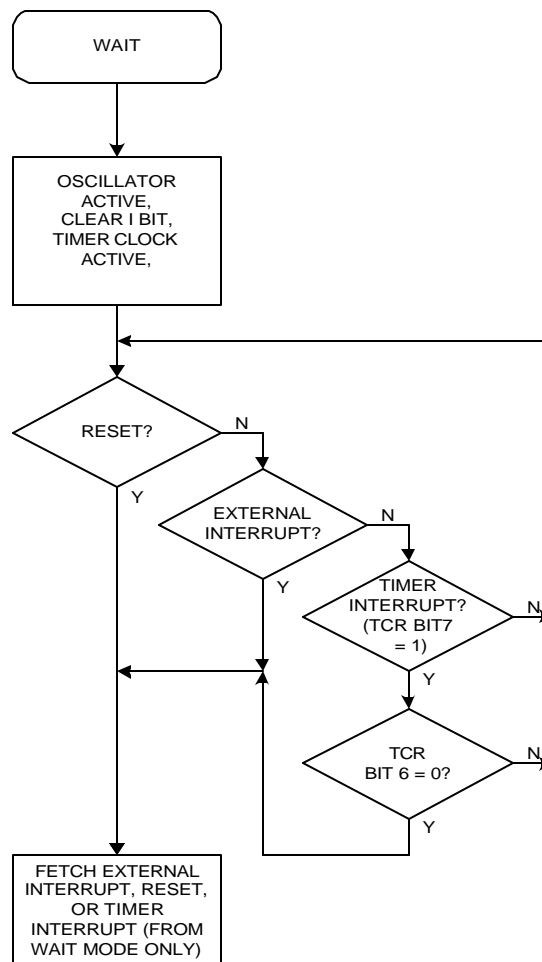 WAIT
OSCILLATOR
ACTIVE,
CLEAR I BIT,
TIMER CLOCK
ACTIVE,
RESET?
N
Y
EXTERNAL
INTERRUPT?
N
Y
TIMER
INTERRUPT?
(TCR BIT7
= 1)
N
Y
TCR
BIT 6 = 0?
N
Y
FETCH EXTERNAL
INTERRUPT, RESET,
OR TIMER
INTERRUPT (FROM
WAIT MODE ONLY)